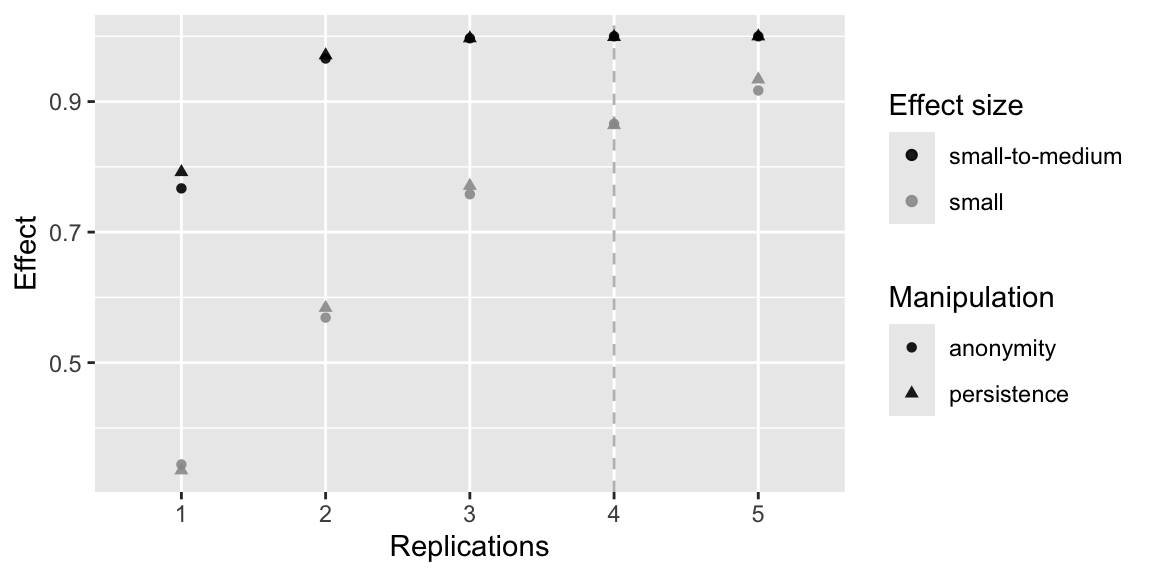 Effect
0.9
0.7
0.5
1
2
3
4
5
Replications
Effect size
small-to-medium
small
Manipulation
anonymity
persistence